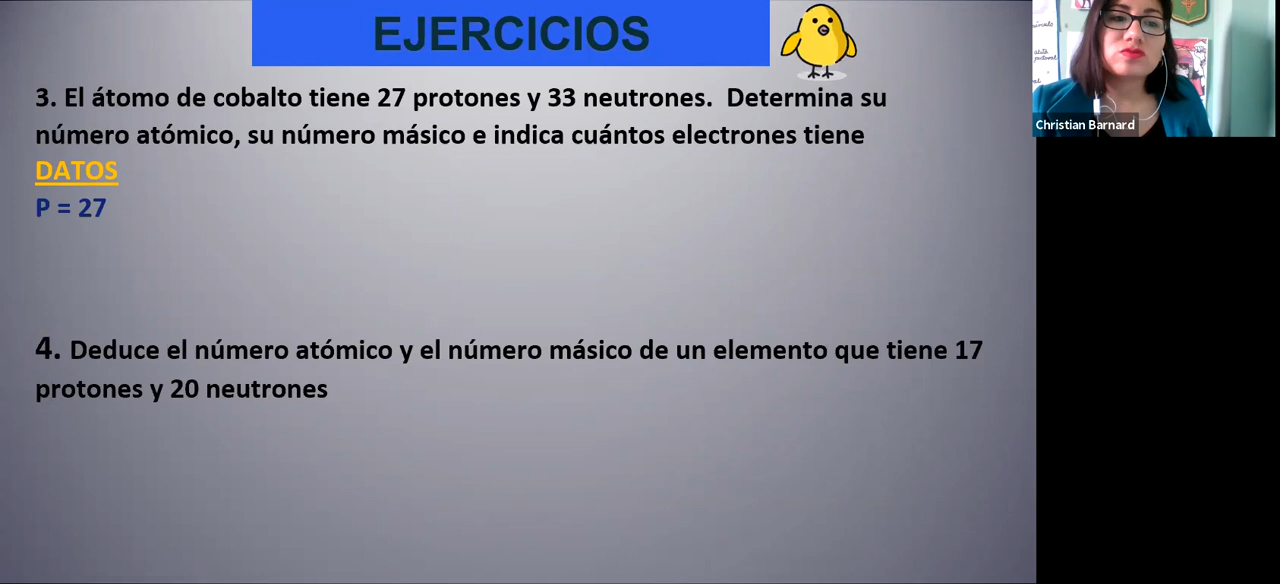 EJERCICIOS
3. El átomo de cobalto tiene 27 protones y 33 neutrones. Determina su
número atómico, su número másico e indica cuántos electrones tiene
DATOS
P = 27
4. Deduce el número atómico y el número másico de un elemento que tiene 17
protones y 20 neutrones
Christian Barnard